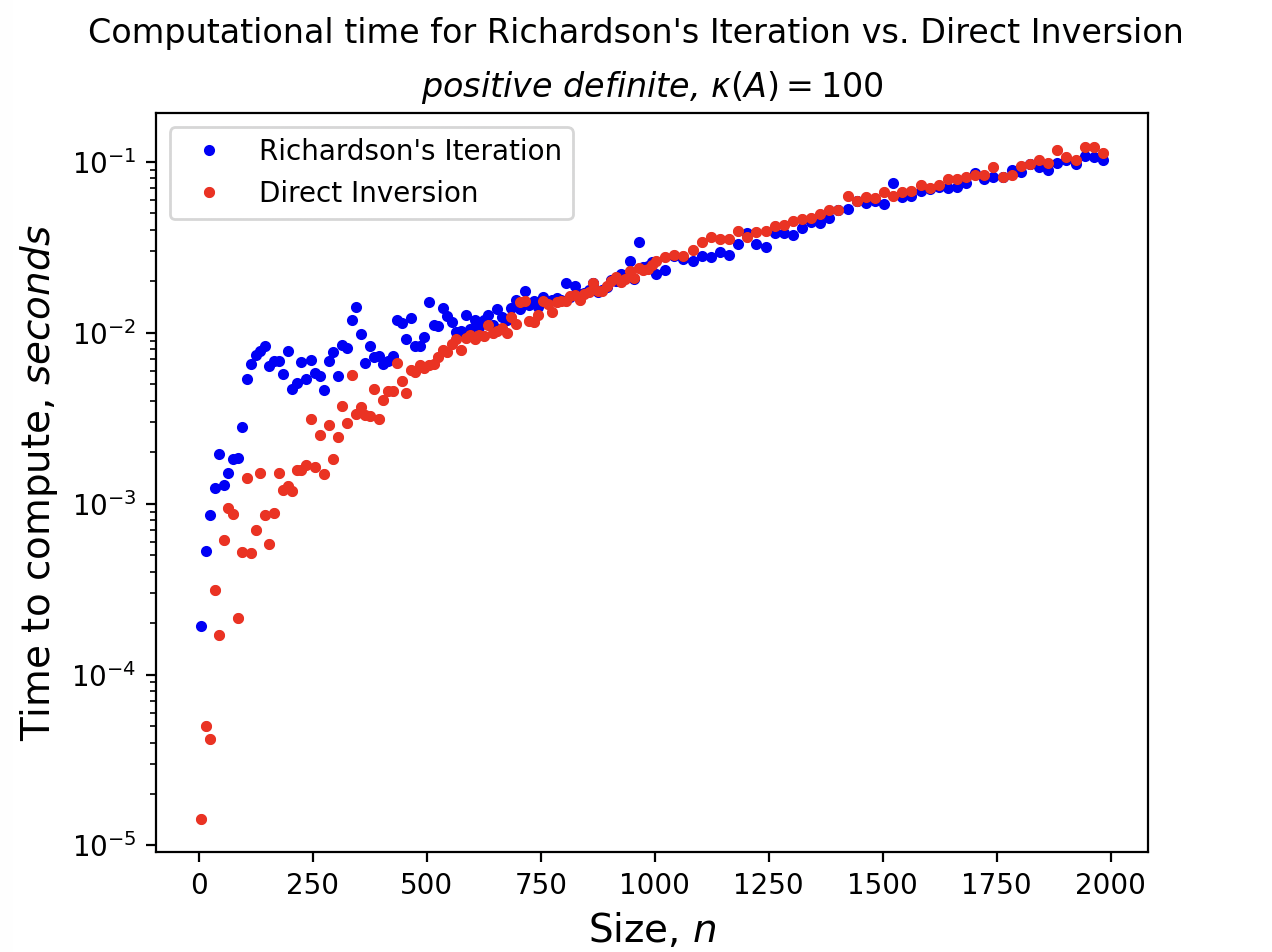 Computational time for Richardson's Iteration vs. Direct Inversion
positive definite, κ(A) = 100
Richardson's Iteration
Direct Inversion
Time to compute, seconds
10⁻¹
10⁻²
10⁻³
10⁻⁴
10⁻⁵
0 250 500 750 1000 1250 1500 1750 2000
Size, n